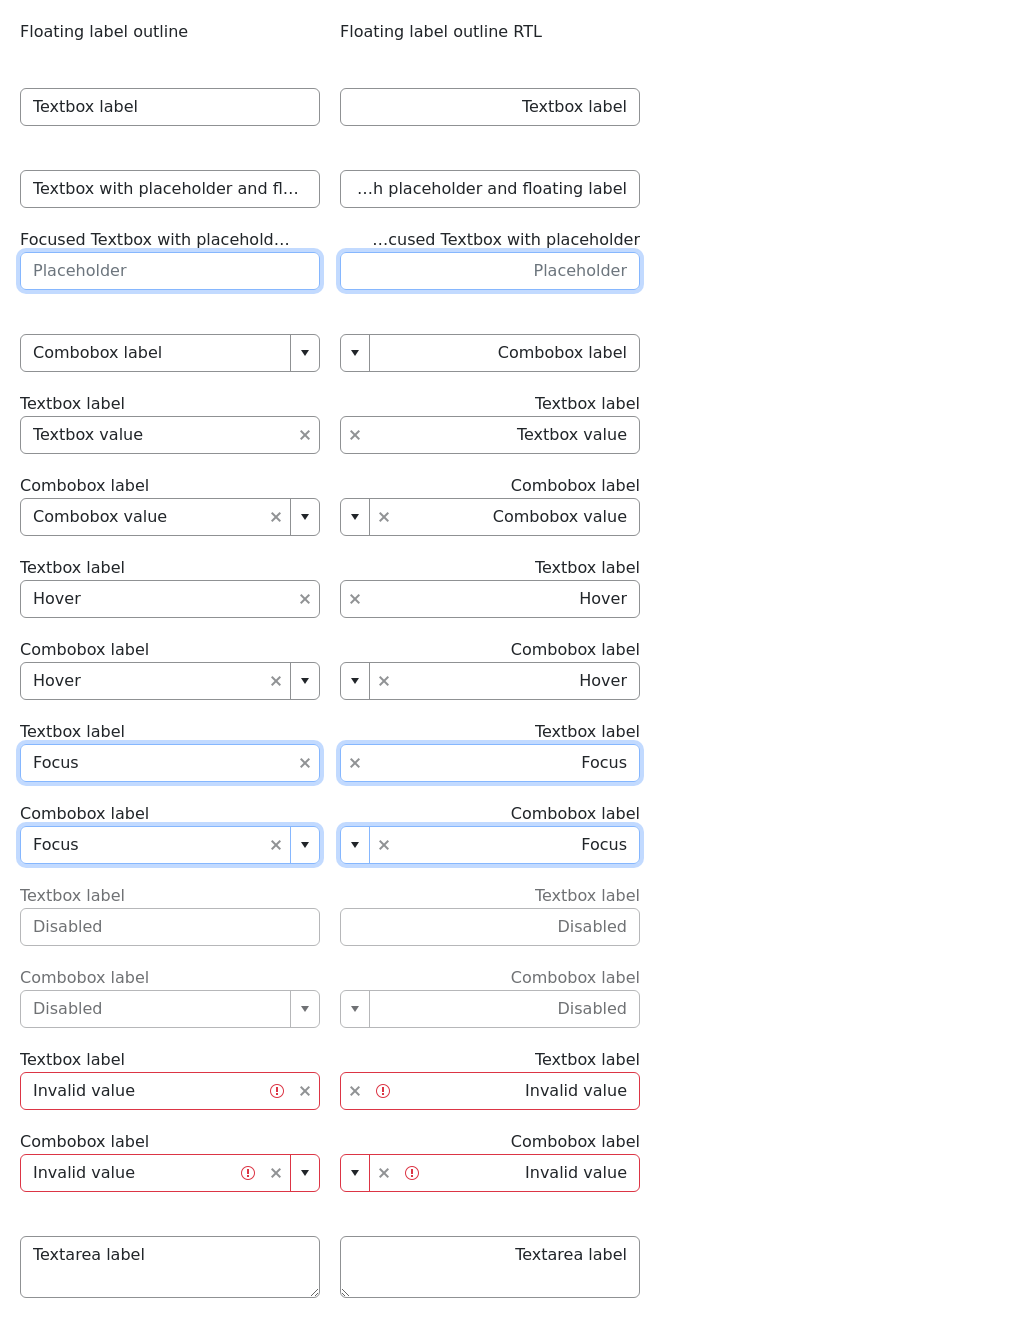 Floating label outline
Floating label outline RTL
Textbox label
Textbox label
Textbox with placeholder and fl...
...h placeholder and floating label
Focused Textbox with placehold...
...cused Textbox with placeholder
Placeholder
Placeholder
Combobox label
Combobox label
Textbox label
Textbox label
Textbox value
Textbox value
Combobox label
Combobox label
Combobox value
Combobox value
Textbox label
Textbox label
Hover
Hover
Combobox label
Combobox label
Hover
Hover
Textbox label
Textbox label
Focus
Focus
Combobox label
Combobox label
Focus
Focus
Textbox label
Textbox label
Disabled
Disabled
Combobox label
Combobox label
Disabled
Disabled
Textbox label
Textbox label
Invalid value
Invalid value
Combobox label
Combobox label
Invalid value
Invalid value
Textarea label
Textarea label